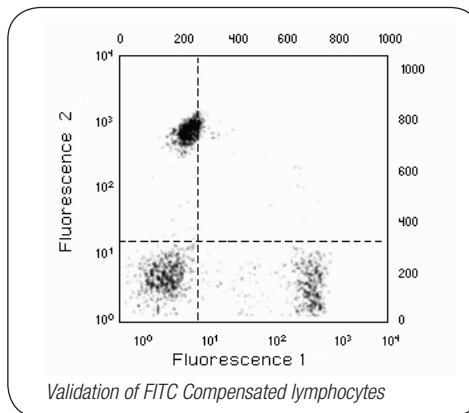 0 200 400 600 800 1000
10⁴
1000
10³
800
600
10²
400
10¹
200
10⁰
0
Fluorescence 2
10⁰ 10¹ 10² 10³ 10⁴
Fluorescence 1
Validation of FITC Compensated lymphocytes